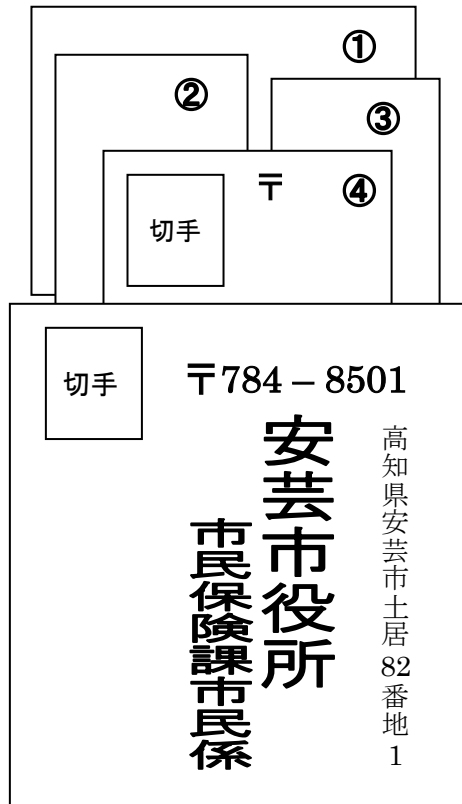 ①
②
③
〒 ④
切手
切手
〒784－8501
高知県安芸市土居82番地1
安芸市役所
市民保険課市民係